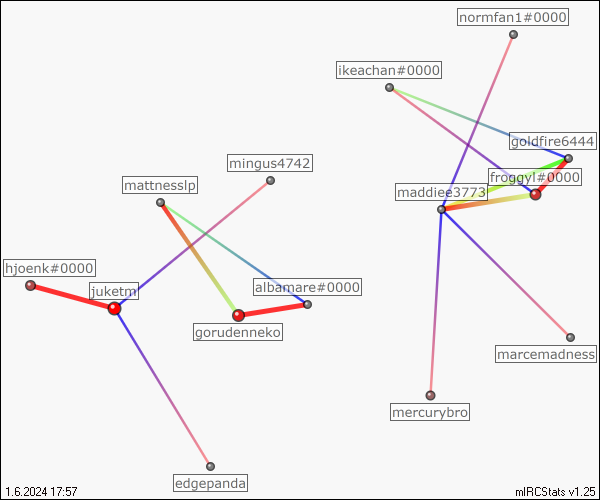 normfan1#0000
ikeachan#0000
goldfire6444
mingus4742
froggyl#0000
mattnesslp
maddiee3773
hjoenk#0000
juketm
albamare#0000
gorudenneko
marcemadness
mercurybro
edgepanda
1.6.2024 17:57
mIRCStats v1.25